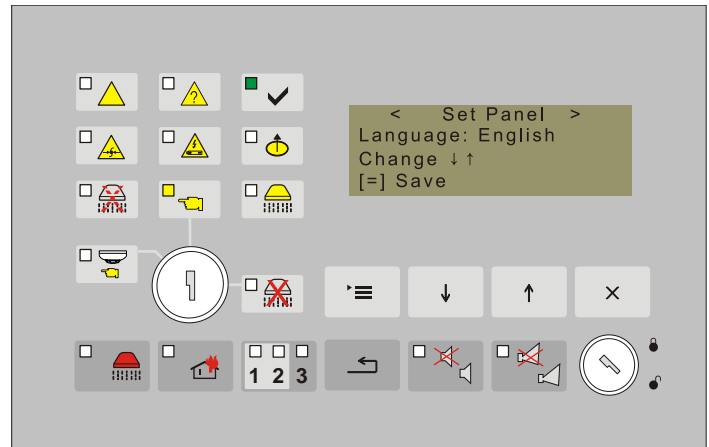 ?
< Set Panel >
Language: English
Change ↓↑
[=] Save
1 2 3